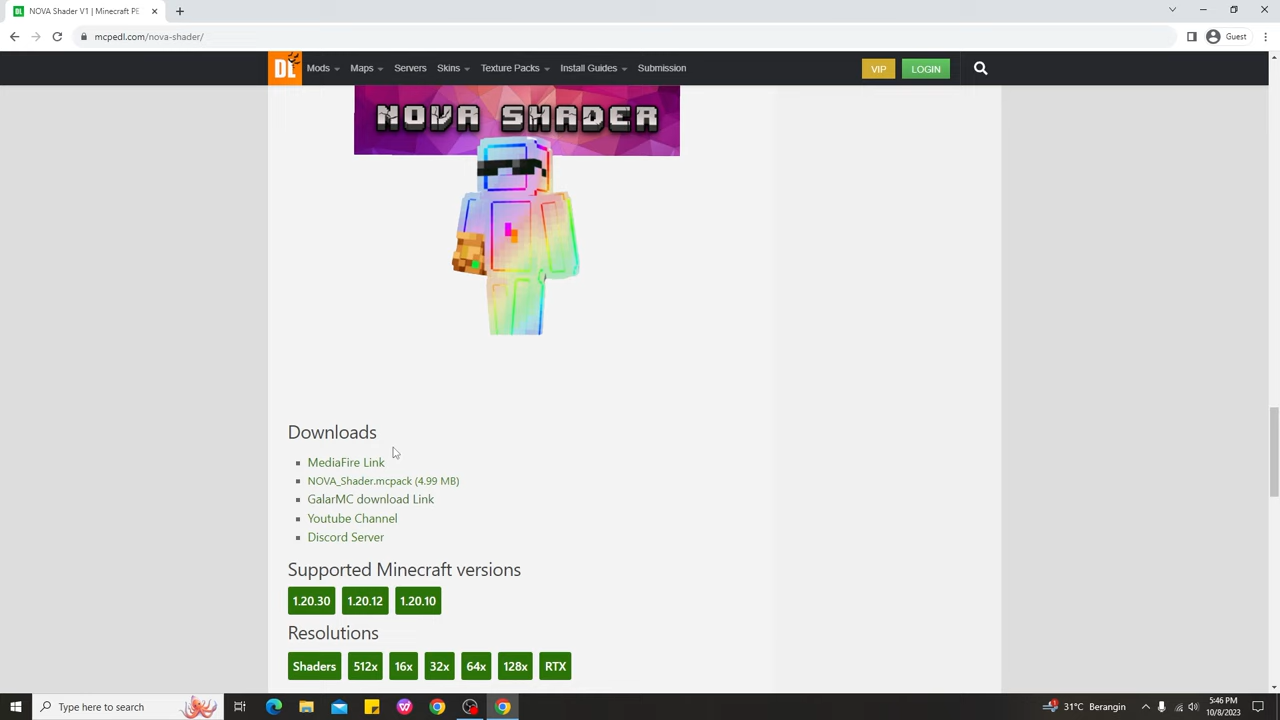 NOVA Shader V1 | Minecraft PE
mcpedl.com/nova-shader/
Guest
DL
Mods
Maps
Servers
Skins
Texture Packs
Install Guides
Submission
VIP
LOGIN
NOVA SHADER
Downloads
MediaFire Link
NOVA_Shader.mcpack (4.99 MB)
GalarMC download Link
Youtube Channel
Discord Server
Supported Minecraft versions
1.20.30 1.20.12 1.20.10
Resolutions
Shaders 512x 16x 32x 64x 128x RTX
Type here to search
31°C Berangin
5:46 PM
10/8/2023